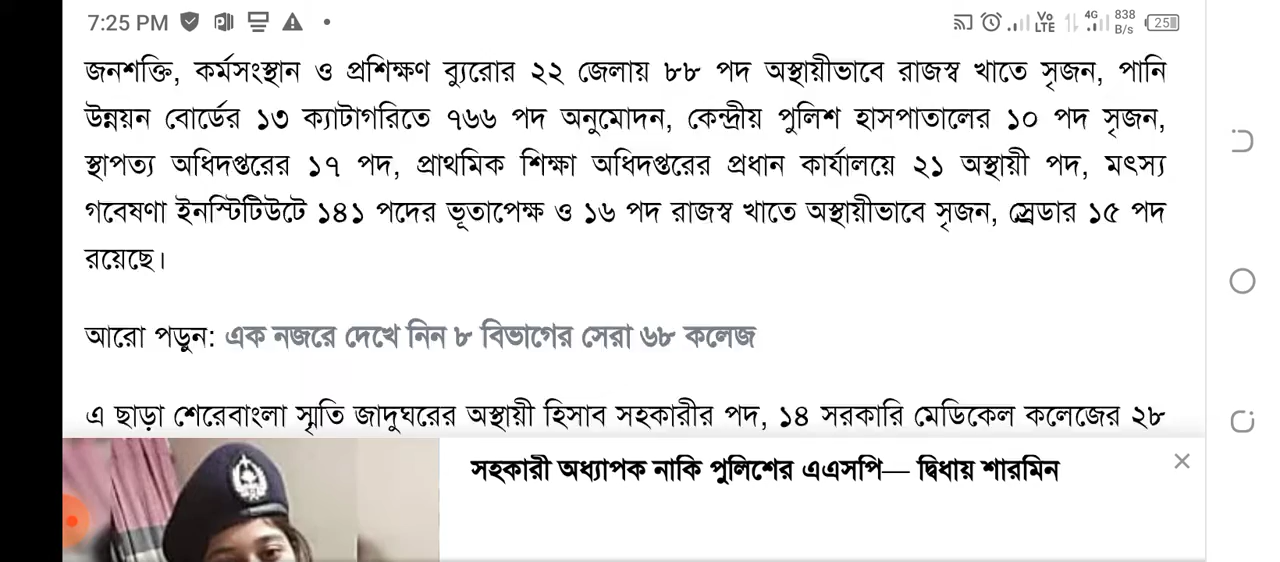 7:25 PM
Vo LTE 4G 838 B/s 25
জনশক্তি, কর্মসংস্থান ও প্রশিক্ষণ ব্যুরোর ২২ জেলায় ৮৮ পদ অস্থায়ীভাবে রাজস্ব খাতে সৃজন, পানি
উন্নয়ন বোর্ডের ১৩ ক্যাটাগরিতে ৭৬৬ পদ অনুমোদন, কেন্দ্রীয় পুলিশ হাসপাতালের ১০ পদ সৃজন,
স্থাপত্য অধিদপ্তরের ১৭ পদ, প্রাথমিক শিক্ষা অধিদপ্তরের প্রধান কার্যালয়ে ২১ অস্থায়ী পদ, মৎস্য
গবেষণা ইনস্টিটিউটে ১৪১ পদের ভূতাপেক্ষ ও ১৬ পদ রাজস্ব খাতে অস্থায়ীভাবে সৃজন, স্রেডার ১৫ পদ
রয়েছে।
আরো পড়ুন: এক নজরে দেখে নিন ৮ বিভাগের সেরা ৬৮ কলেজ
এ ছাড়া শেরেবাংলা স্মৃতি জাদুঘরের অস্থায়ী হিসাব সহকারীর পদ, ১৪ সরকারি মেডিকেল কলেজের ২৮
সহকারী অধ্যাপক নাকি পুলিশের এএসপি— দ্বিধায় শারমিন